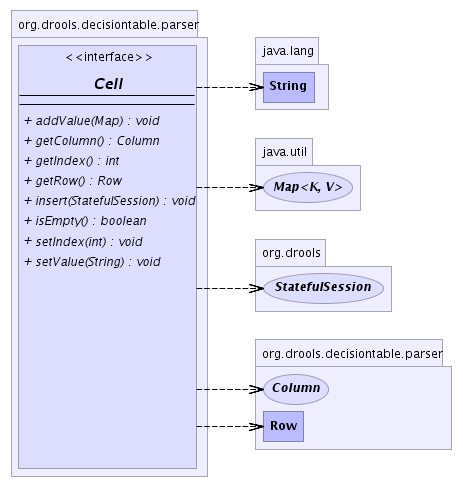 org.drools.decisiontable.parser
<<interface>>
Cell
+ addValue(Map) : void
+ getColumn() : Column
+ getIndex() : int
+ getRow() : Row
+ insert(StatefulSession) : void
+ isEmpty() : boolean
+ setIndex(int) : void
+ setValue(String) : void
java.lang
String
java.util
Map<K, V>
org.drools
StatefulSession
org.drools.decisiontable.parser
Column
Row